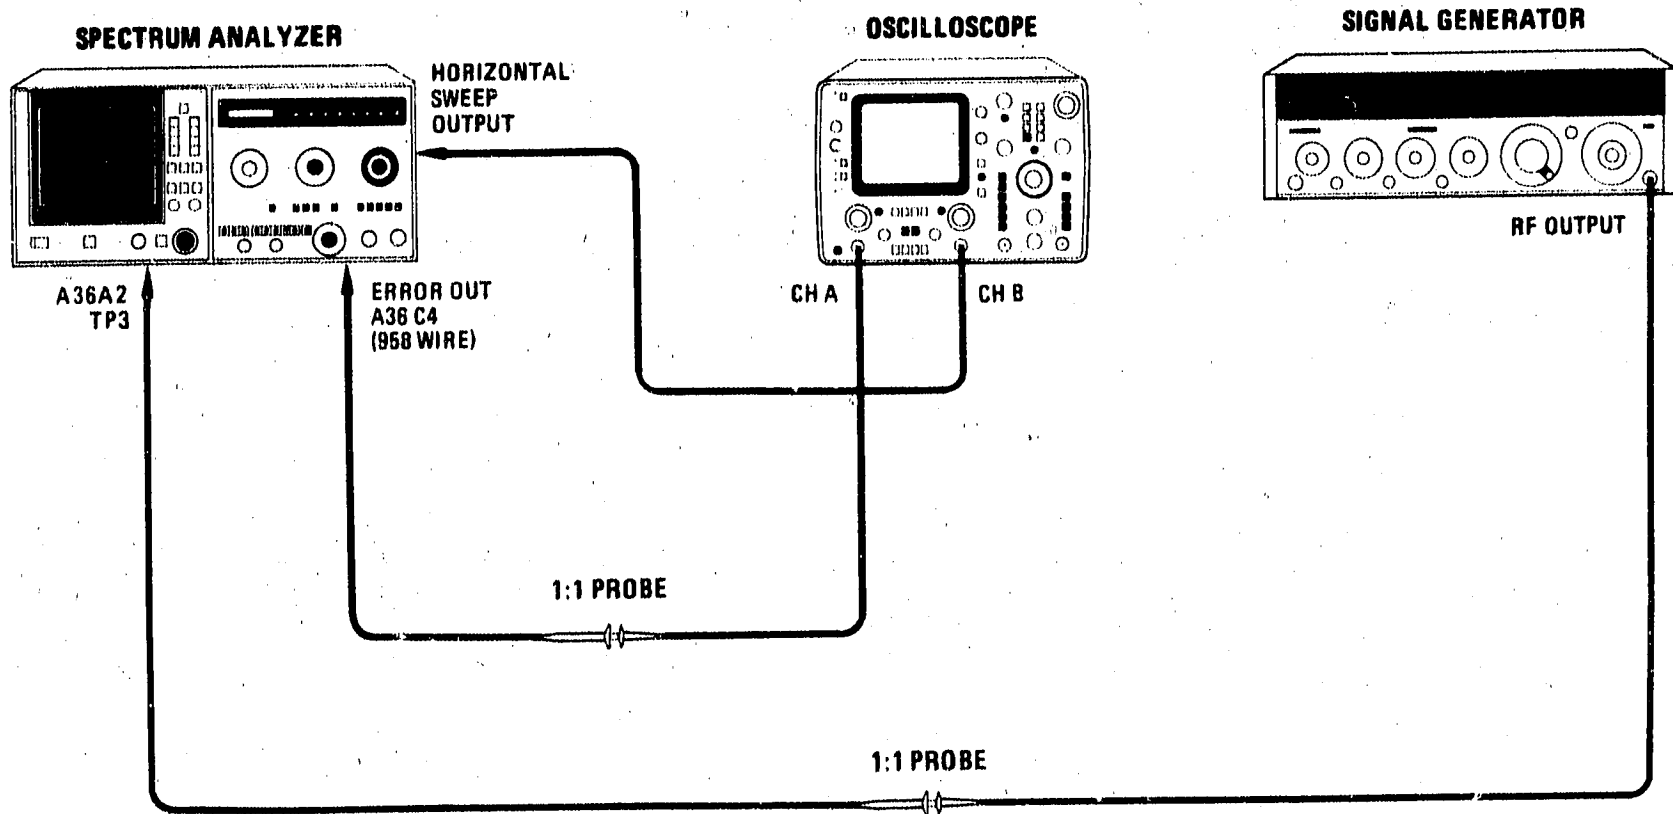 SPECTRUM ANALYZER
OSCILLOSCOPE
SIGNAL GENERATOR
HORIZONTAL
SWEEP
OUTPUT
RF OUTPUT
A36A2
TP3
ERROR OUT
A36 C4
(958 WIRE)
CH A
CH B
1:1 PROBE
1:1 PROBE